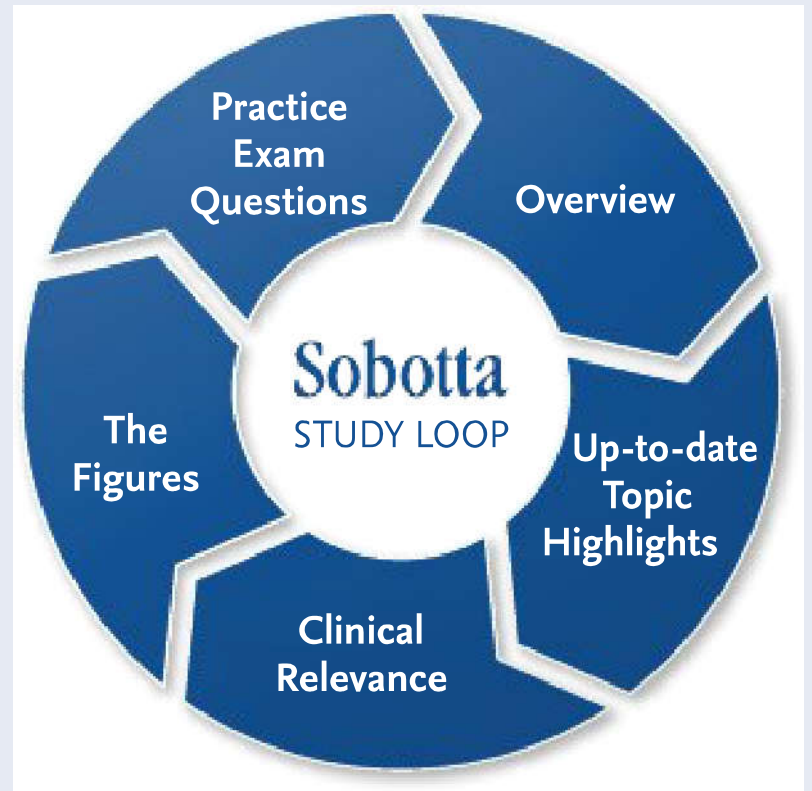 Practice
Exam
Questions
Overview
Sobotta
STUDY LOOP
The
Figures
Up-to-date
Topic
Highlights
Clinical
Relevance